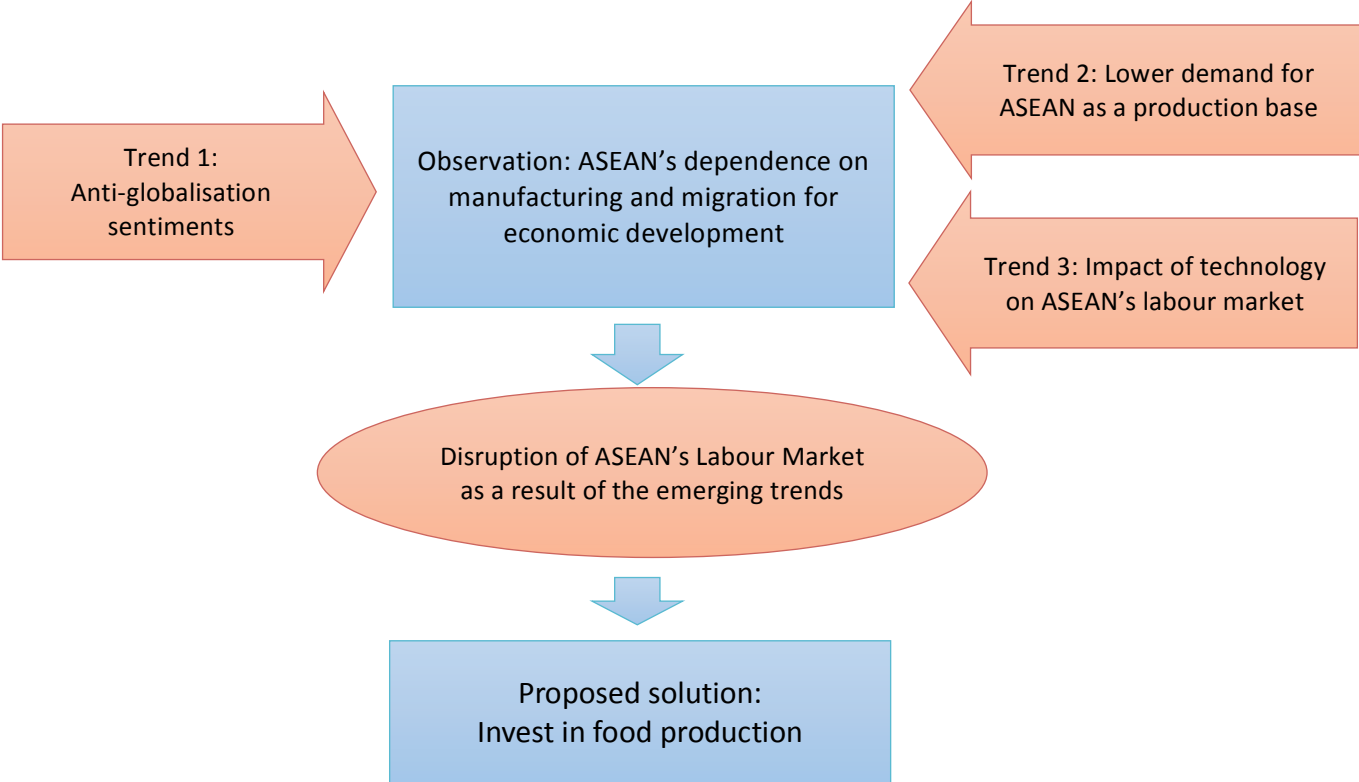 Trend 1:
Anti-globalisation
sentiments
Observation: ASEAN’s dependence on
manufacturing and migration for
economic development
Trend 2: Lower demand for
ASEAN as a production base
Trend 3: Impact of technology
on ASEAN’s labour market
Disruption of ASEAN’s Labour Market
as a result of the emerging trends
Proposed solution:
Invest in food production